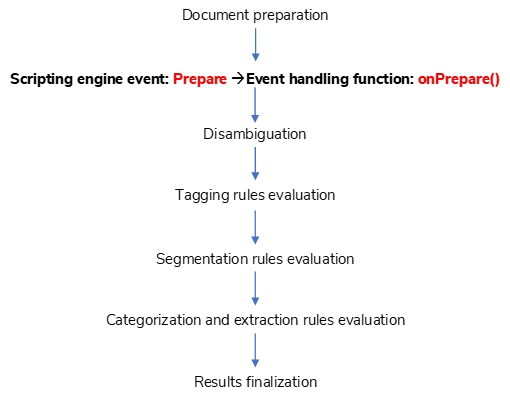 Document preparation
Scripting engine event: Prepare →Event handling function: onPrepare()
Disambiguation
Tagging rules evaluation
Segmentation rules evaluation
Categorization and extraction rules evaluation
Results finalization